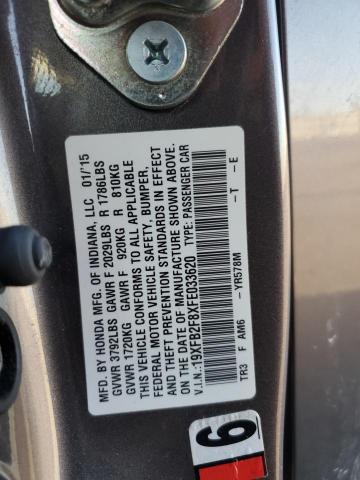 MFD. BY HONDA MFG. OF INDIANA, LLC 01/15
GVWR 3792LBS GAWR F 2029LBS R 1786LBS
GVWR 1720KG GAWR F 920KG R 810KG
THIS VEHICLE CONFORMS TO ALL APPLICABLE
FEDERAL MOTOR VEHICLE SAFETY, BUMPER,
AND THEFT PREVENTION STANDARDS IN EFFECT
ON THE DATE OF MANUFACTURE SHOWN ABOVE.
V.I.N.:19XFB2F8XFE033620 TYPE: PASSENGER CAR
TR3 F AM6 -YR578M -T -E
9